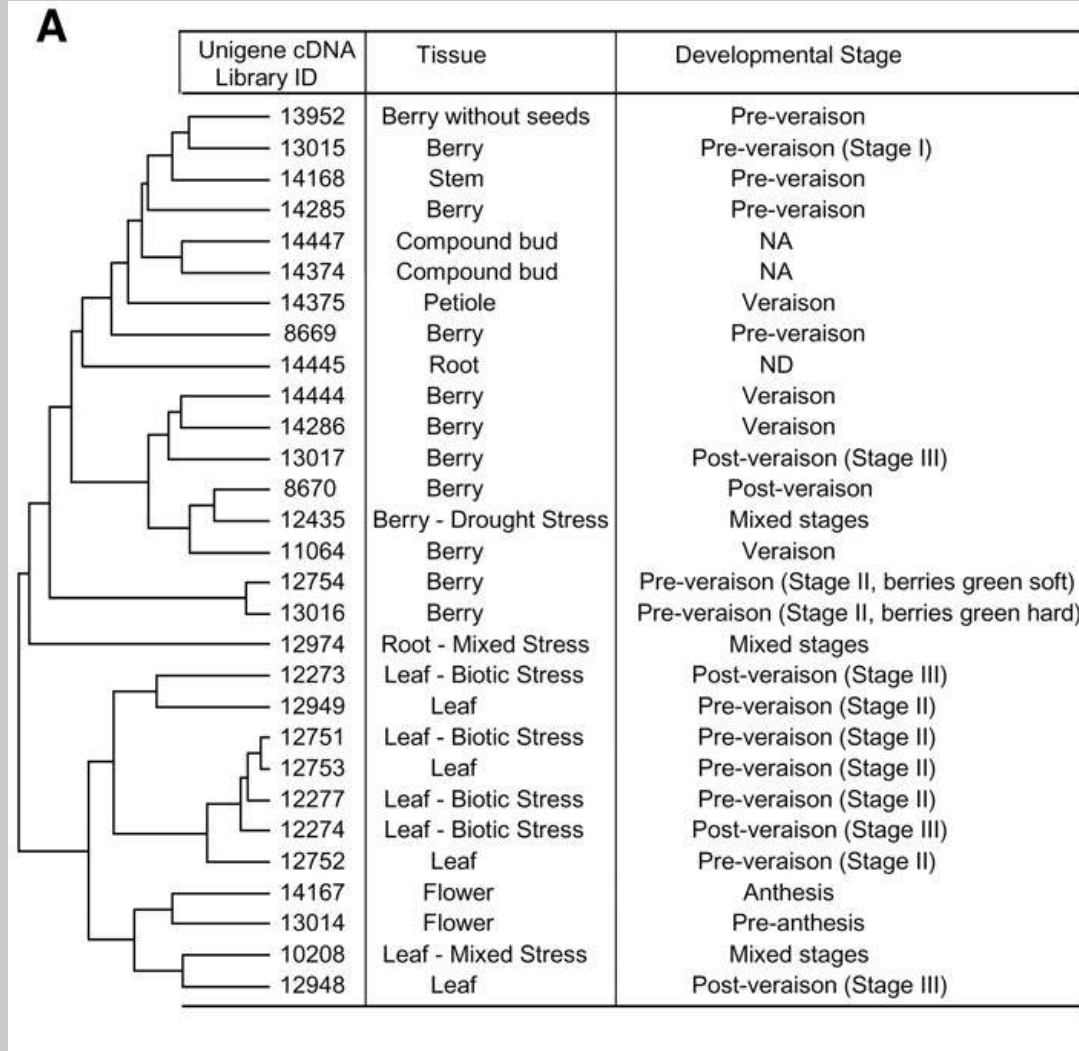 A
Unigene cDNA Library ID Tissue Developmental Stage
13952 Berry without seeds Pre-veraison
13015 Berry Pre-veraison (Stage I)
14168 Stem Pre-veraison
14285 Berry Pre-veraison
14447 Compound bud NA
14374 Compound bud NA
14375 Petiole Veraison
8669 Berry Pre-veraison
14445 Root ND
14444 Berry Veraison
14286 Berry Veraison
13017 Berry Post-veraison (Stage III)
8670 Berry Post-veraison
12435 Berry - Drought Stress Mixed stages
11064 Berry Veraison
12754 Berry Pre-veraison (Stage II, berries green soft)
13016 Berry Pre-veraison (Stage II, berries green hard)
12974 Root - Mixed Stress Mixed stages
12273 Leaf - Biotic Stress Post-veraison (Stage III)
12949 Leaf Pre-veraison (Stage II)
12751 Leaf - Biotic Stress Pre-veraison (Stage II)
12753 Leaf Pre-veraison (Stage II)
12277 Leaf - Biotic Stress Pre-veraison (Stage II)
12274 Leaf - Biotic Stress Post-veraison (Stage III)
12752 Leaf Pre-veraison (Stage II)
14167 Flower Anthesis
13014 Flower Pre-anthesis
10208 Leaf - Mixed Stress Mixed stages
12948 Leaf Post-veraison (Stage III)